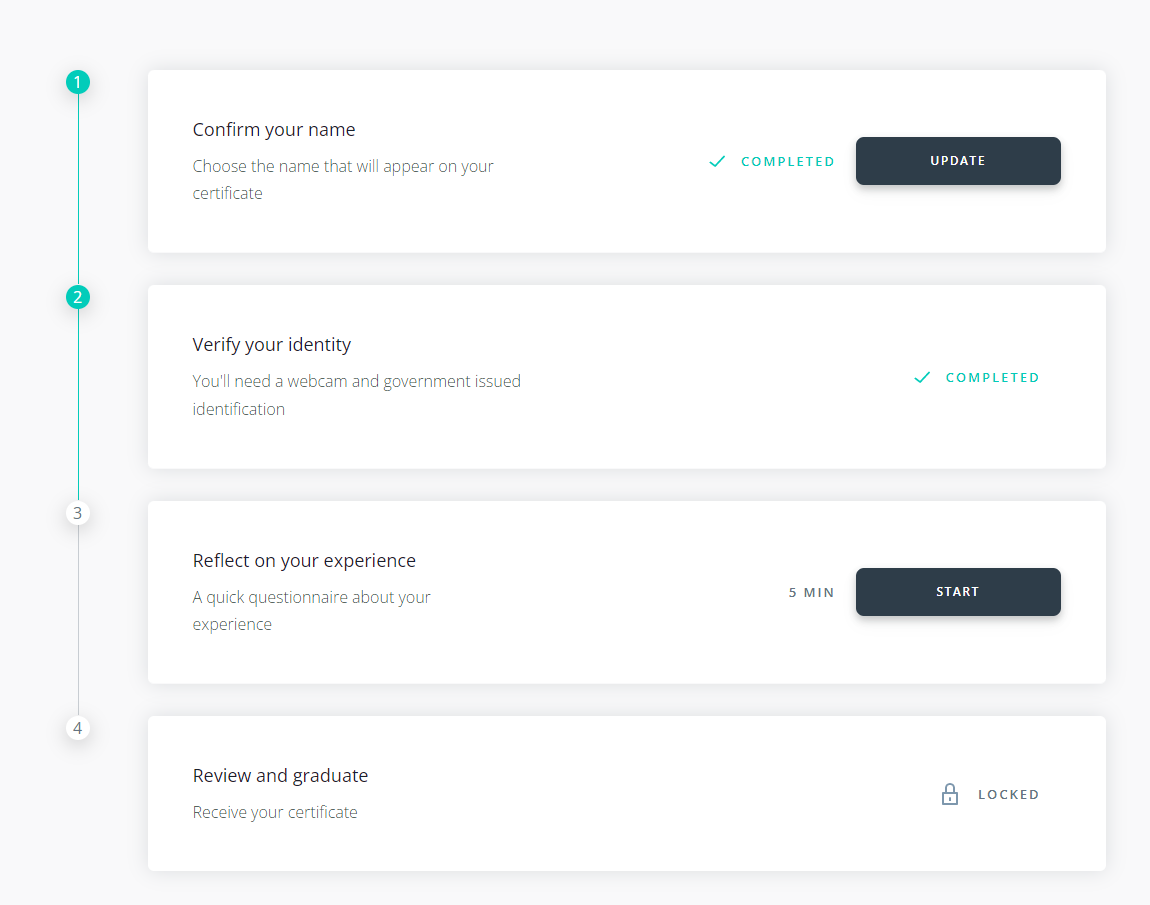 1
Confirm your name
Choose the name that will appear on your
certificate
COMPLETED
UPDATE
2
Verify your identity
You'll need a webcam and government issued
identification
COMPLETED
3
Reflect on your experience
A quick questionnaire about your
experience
5 MIN
START
4
Review and graduate
Receive your certificate
LOCKED